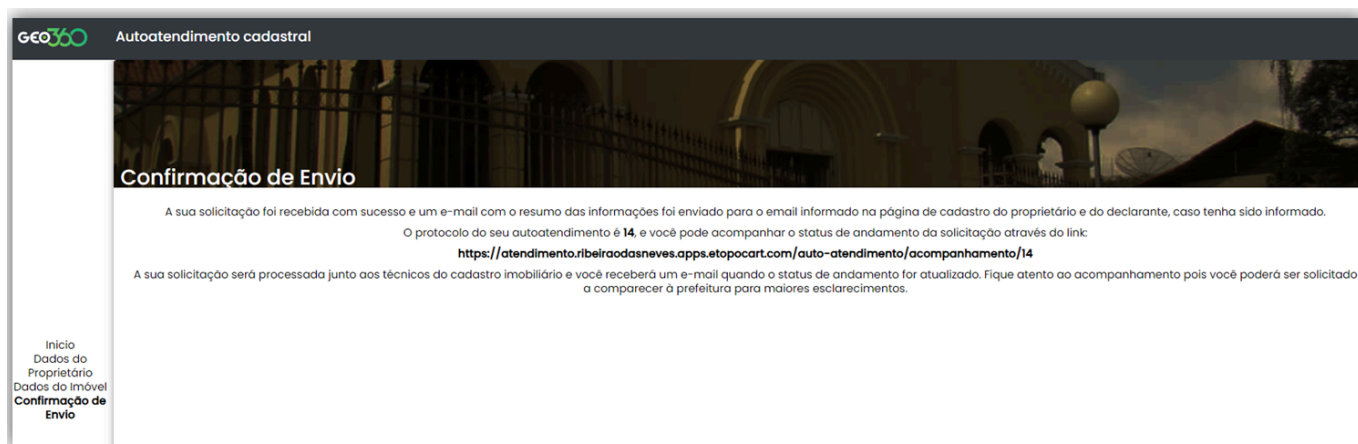 GEO360 Autoatendimento cadastral
Confirmação de Envio
A sua solicitação foi recebida com sucesso e um e-mail com o resumo das informações foi enviado para o email informado na página de cadastro do proprietário e do declarante, caso tenha sido informado.
O protocolo do seu autoatendimento é 14, e você pode acompanhar o status de andamento da solicitação através do link:
https://atendimento.ribeiraodasneves.apps.etopocart.com/auto-atendimento/acompanhamento/14
A sua solicitação será processada junto aos técnicos do cadastro imobiliário e você receberá um e-mail quando o status de andamento for atualizado. Fique atento ao acompanhamento pois você poderá ser solicitado
a comparecer à prefeitura para maiores esclarecimentos.
Inicio
Dados do
Proprietário
Dados do Imóvel
Confirmação de
Envio